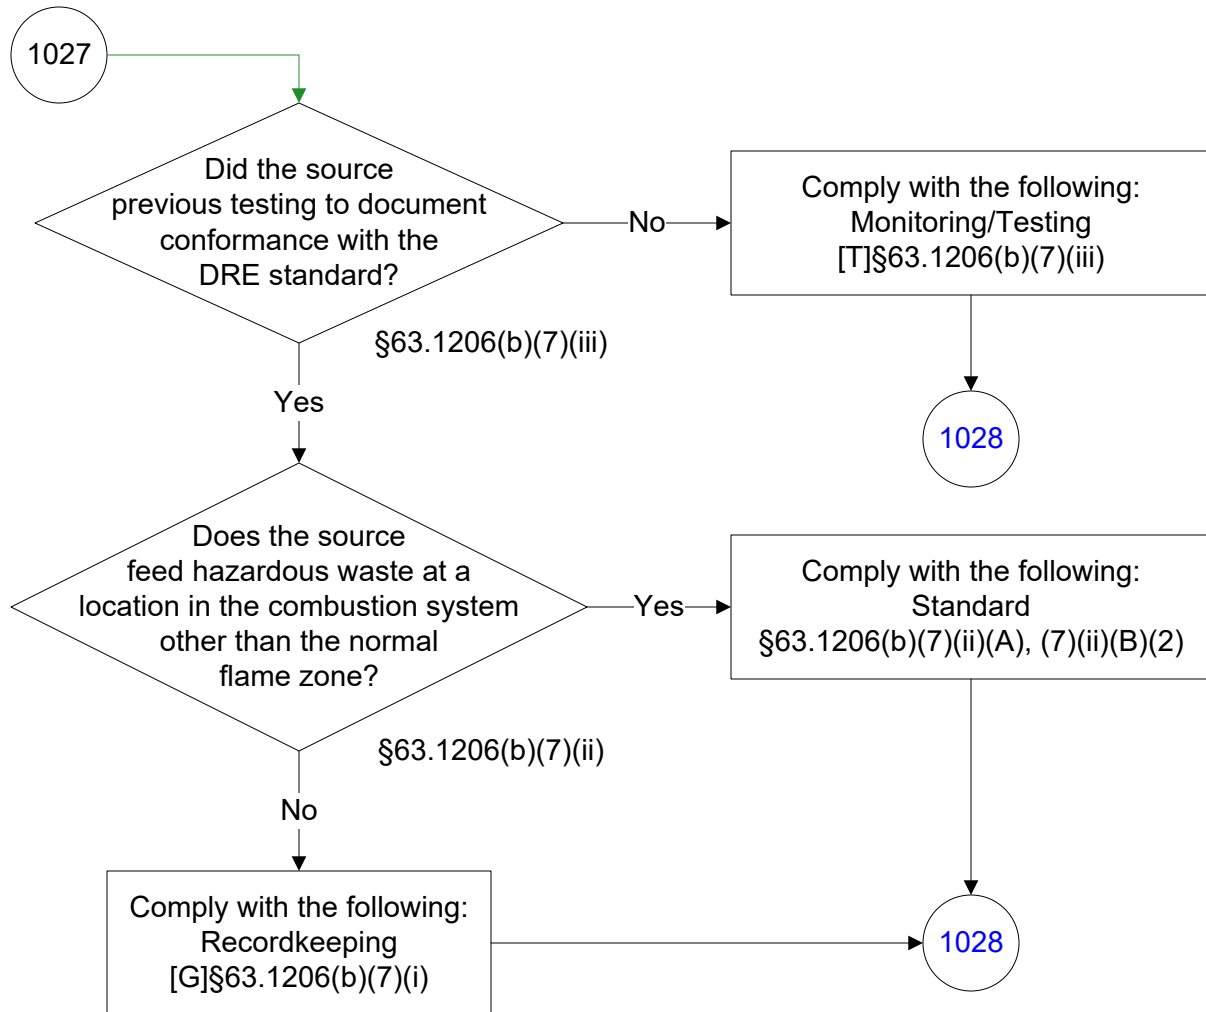 1027
Did the source
previous testing to document
conformance with the
DRE standard?
§63.1206(b)(7)(iii)
No
Comply with the following:
Monitoring/Testing
[T]§63.1206(b)(7)(iii)
1028
Yes
Does the source
feed hazardous waste at a
location in the combustion system
other than the normal
flame zone?
§63.1206(b)(7)(ii)
Yes
Comply with the following:
Standard
§63.1206(b)(7)(ii)(A), (7)(ii)(B)(2)
No
Comply with the following:
Recordkeeping
[G]§63.1206(b)(7)(i)
1028